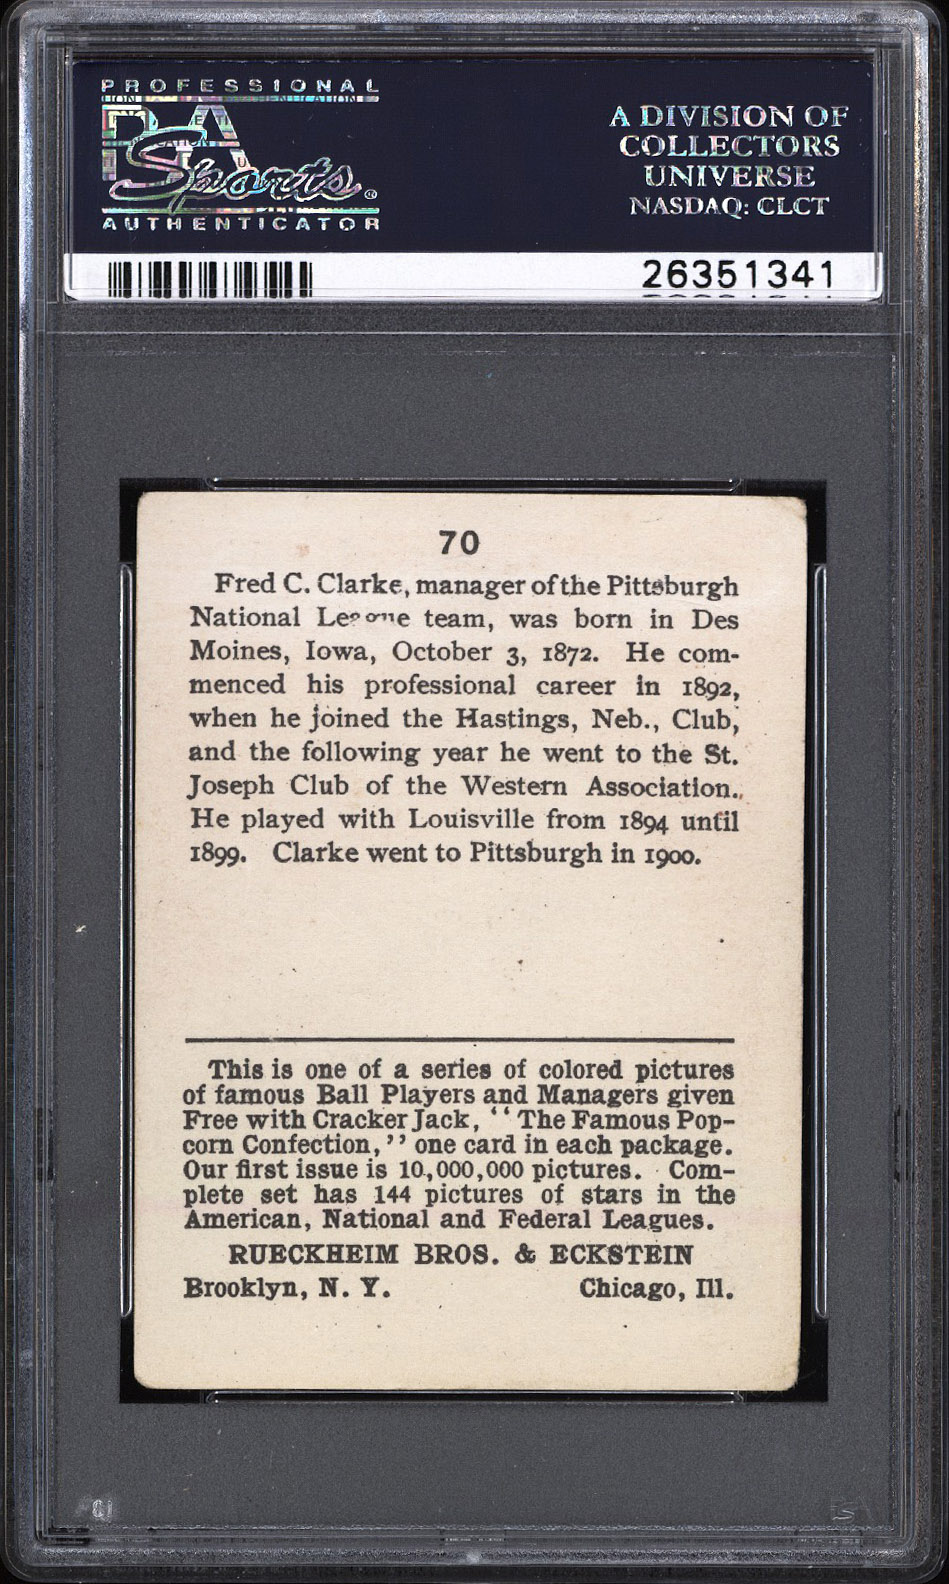 PROFESSIONAL
PSA
Sports®
AUTHENTICATOR
A DIVISION OF
COLLECTORS
UNIVERSE
NASDAQ: CLCT
26351341
70
Fred C. Clarke, manager of the Pittsburgh
National League team, was born in Des
Moines, Iowa, October 3, 1872. He com-
menced his professional career in 1892,
when he joined the Hastings, Neb., Club,
and the following year he went to the St.
Joseph Club of the Western Association.
He played with Louisville from 1894 until
1899. Clarke went to Pittsburgh in 1900.
This is one of a series of colored pictures
of famous Ball Players and Managers given
Free with Cracker Jack, “The Famous Pop-
corn Confection,” one card in each package.
Our first issue is 10,000,000 pictures. Com-
plete set has 144 pictures of stars in the
American, National and Federal Leagues.
RUECKHEIM BROS. & ECKSTEIN
Brooklyn, N. Y. Chicago, Ill.